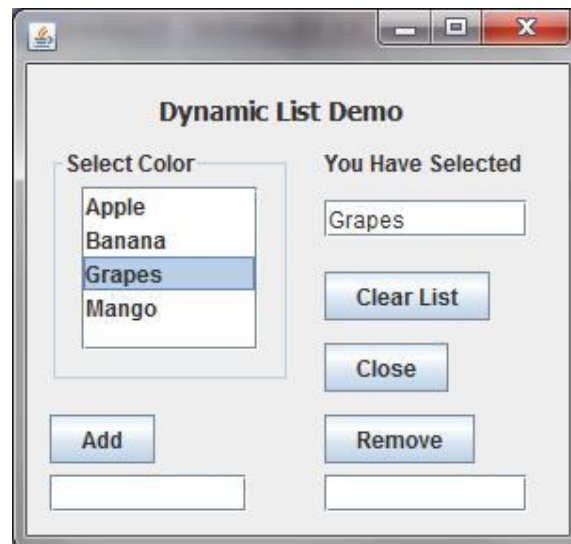 Dynamic List Demo
Select Color
Apple
Banana
Grapes
Mango
You Have Selected
Grapes
Clear List
Close
Add
Remove